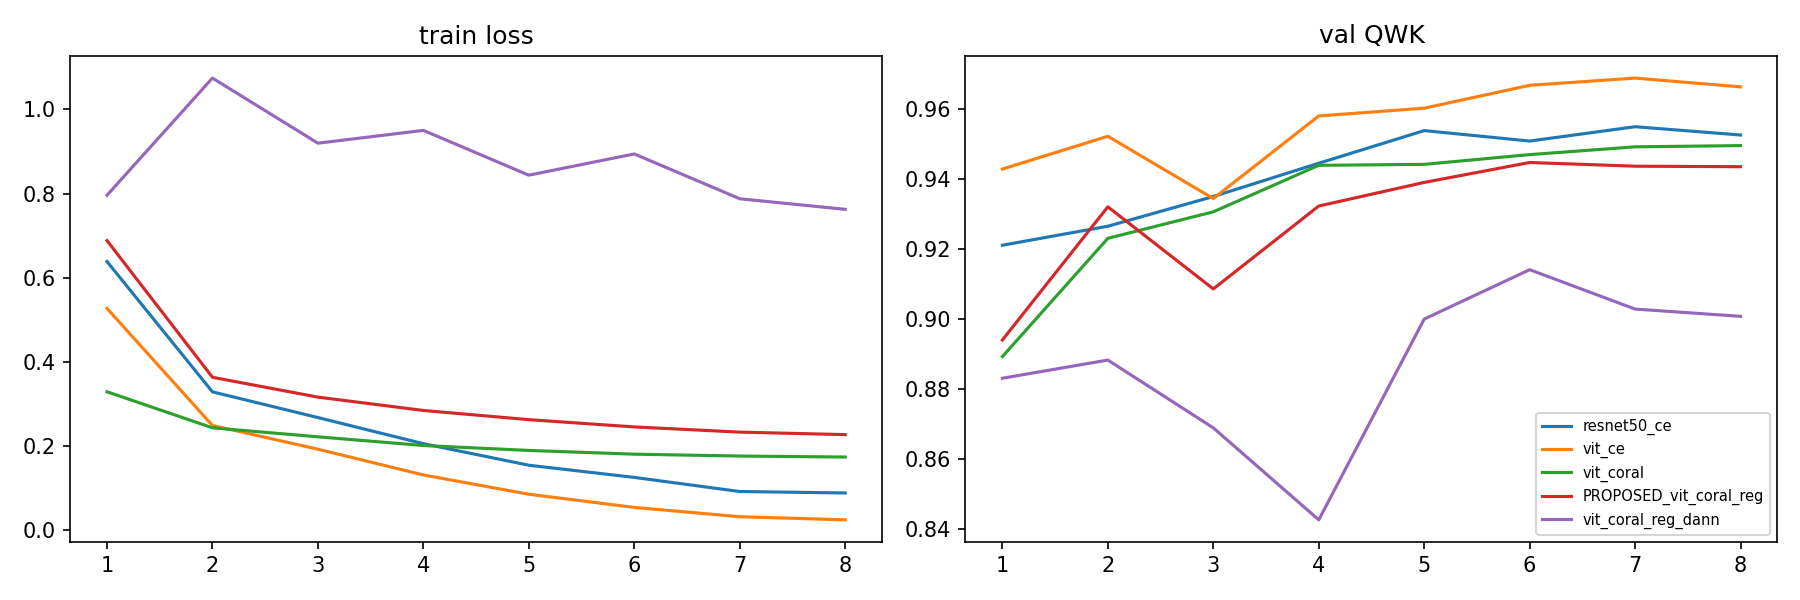 train loss
1.0
0.8
0.6
0.4
0.2
0.0
1 2 3 4 5 6 7 8
val QWK
0.96
0.94
0.92
0.90
0.88
0.86
0.84
1 2 3 4 5 6 7 8
resnet50_ce
vit_ce
vit_coral
PROPOSED_vit_coral_reg
vit_coral_reg_dann